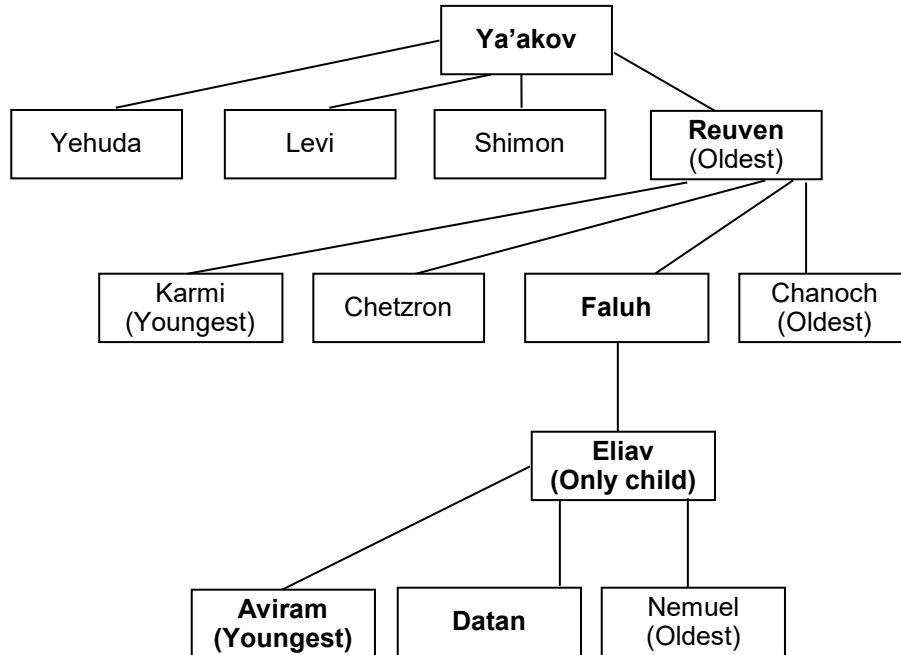 Ya’akov
Yehuda
Levi
Shimon
Reuven
(Oldest)
Karmi
(Youngest)
Chetzron
Faluh
Chanoch
(Oldest)
Eliav
(Only child)
Aviram
(Youngest)
Datan
Nemuel
(Oldest)